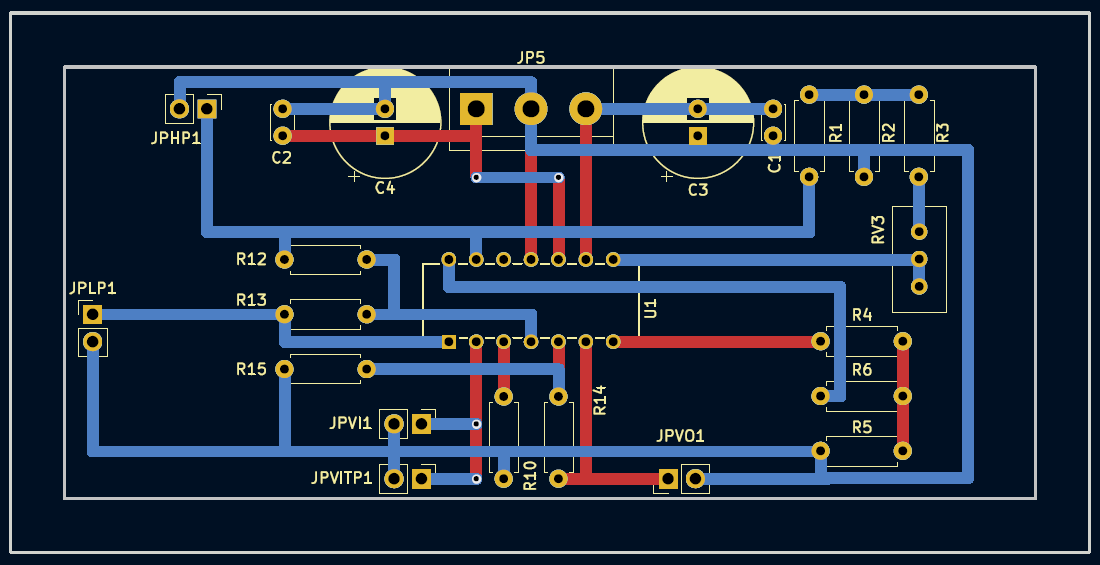 JP5
JPHP1
C2
C4
C3
C1
R1
R2
R3
RV3
R12
R13
JPLP1
U1
R4
R15
R6
R14
JPVI1
JPVO1
R5
JPVITP1
R10